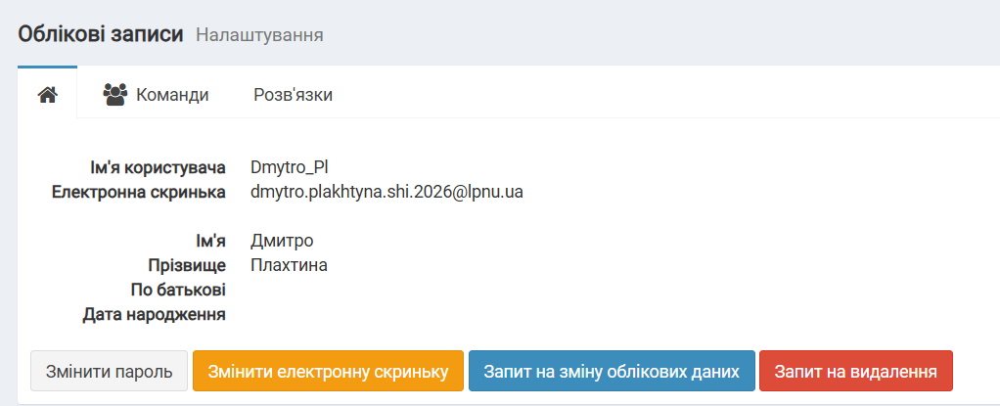 Облікові записи Налаштування
Команди Розв'язки
Ім'я користувача Dmytro_Pl
Електронна скринька dmytro.plakhtyna.shi.2026@lpnu.ua
Ім'я Дмитро
Прізвище Плахтина
По батькові
Дата народження
Змінити пароль Змінити електронну скриньку Запит на зміну облікових даних Запит на видалення